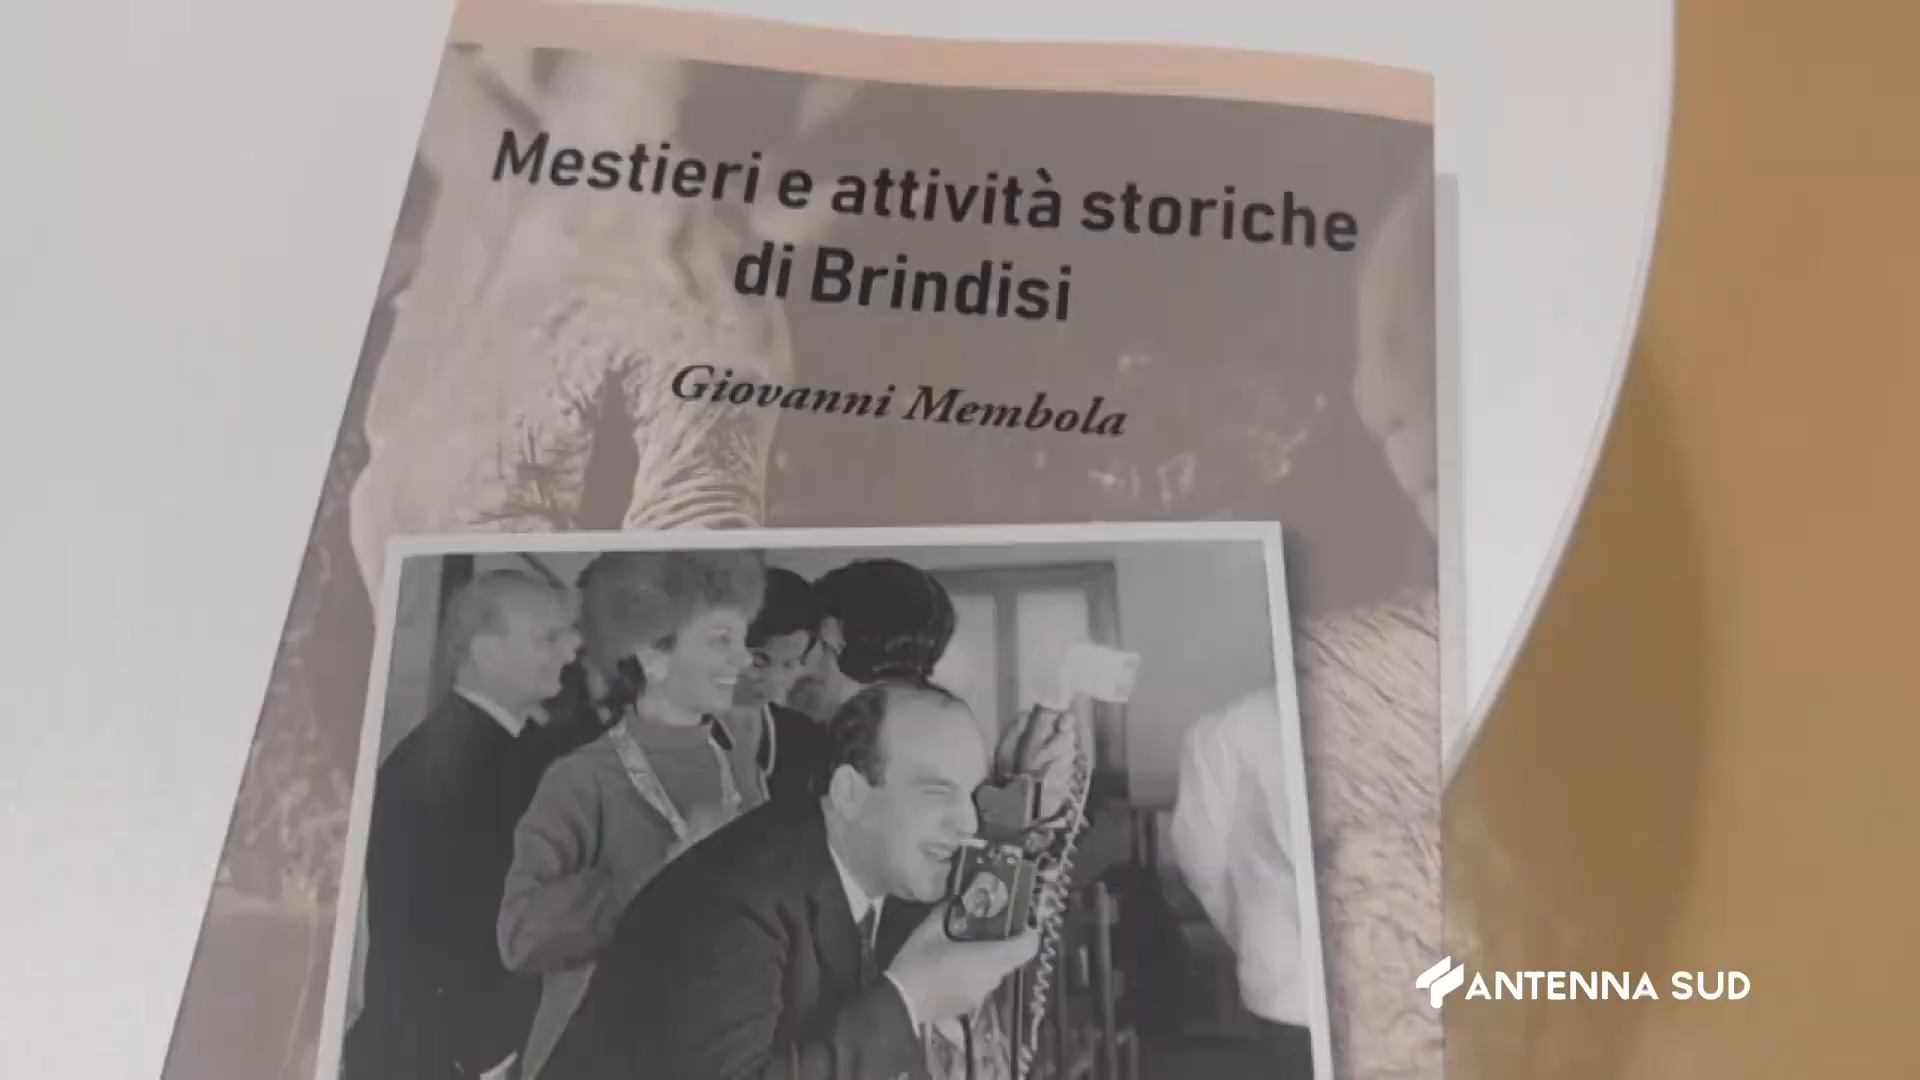 Mestieri e attività storiche
di Brindisi
Giovanni Membola
ANTENNA SUD